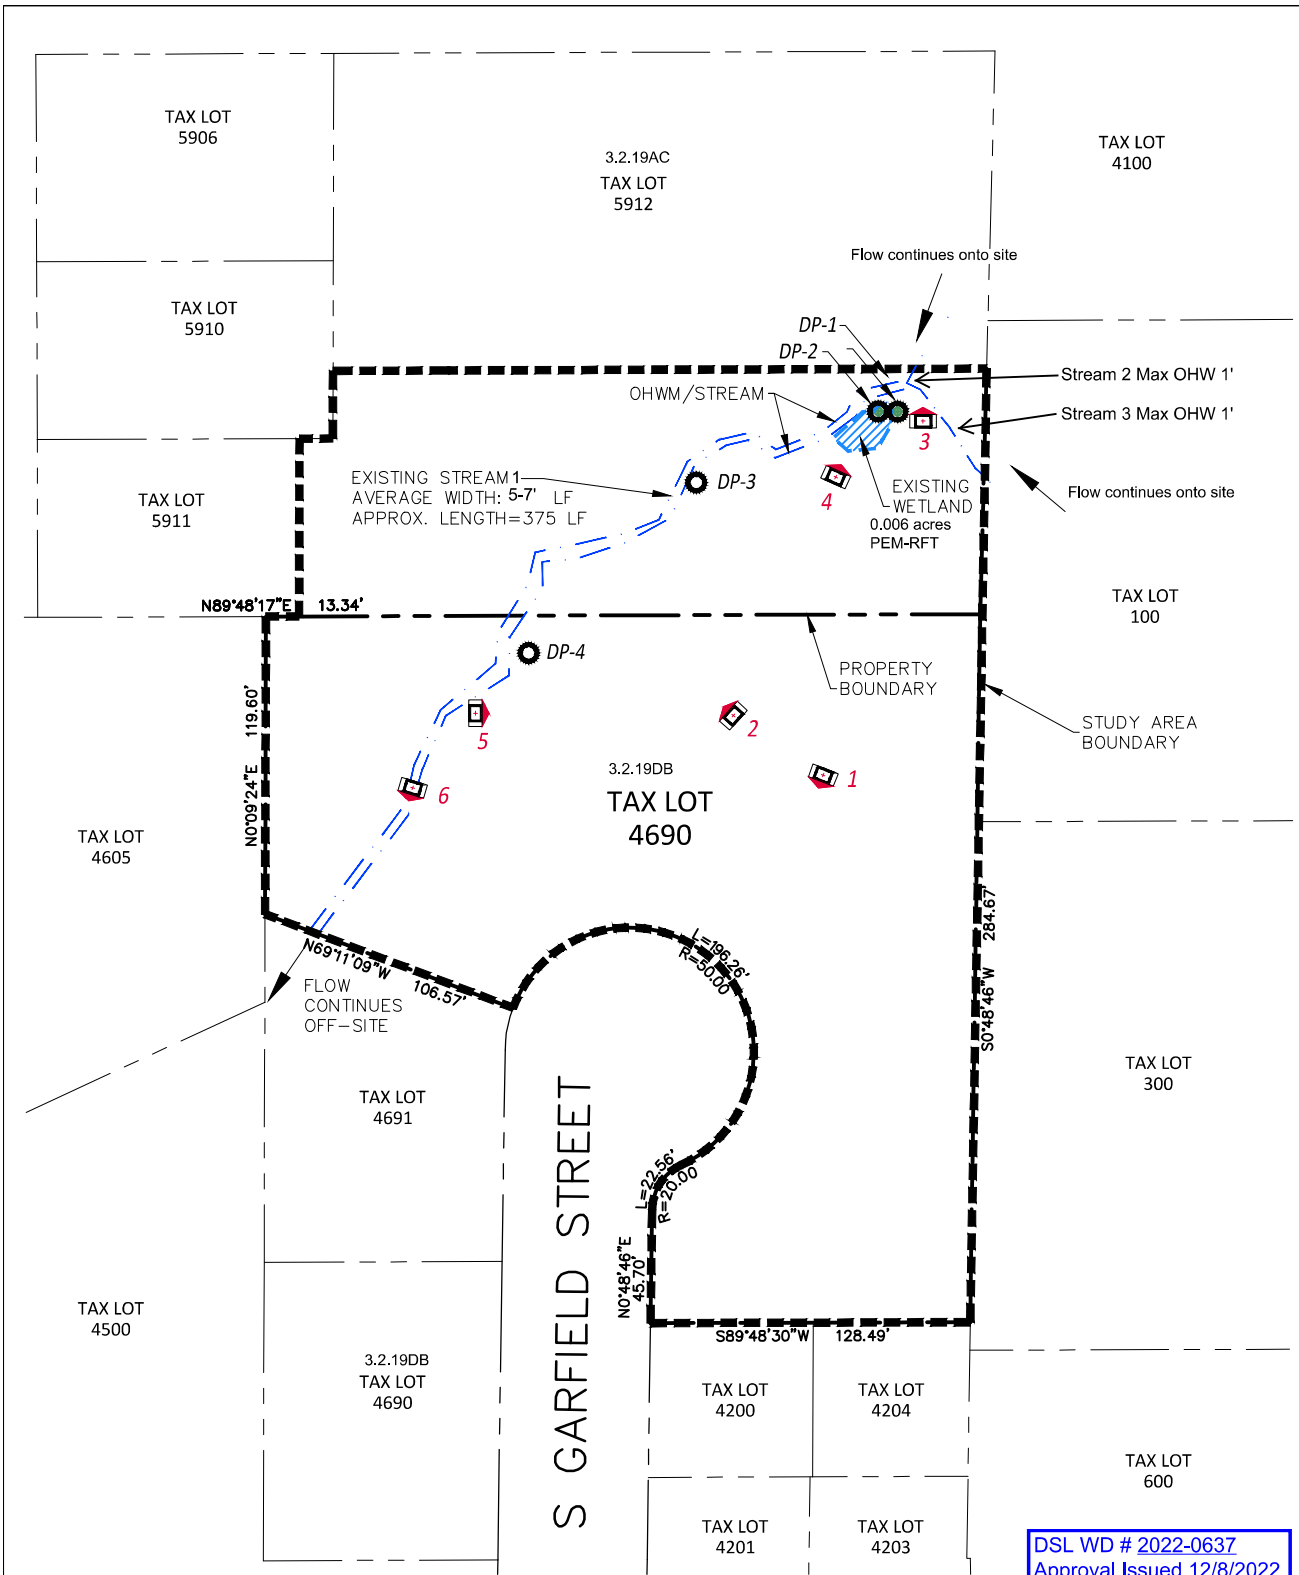 TAX LOT
5906
3.2.19AC
TAX LOT
5912
TAX LOT
4100
Flow continues onto site
TAX LOT
5910
DP-1
DP-2
Stream 2 Max OHW 1'
OHWM/STREAM
Stream 3 Max OHW 1'
3
EXISTING STREAM 1
AVERAGE WIDTH: 5-7' LF
APPROX. LENGTH=375 LF
DP-3
4
EXISTING
WETLAND
0.006 acres
PEM-RFT
Flow continues onto site
TAX LOT
5911
N89°48'17"E 13.34'
TAX LOT
100
DP-4
PROPERTY
BOUNDARY
119.60'
N0°09'24"E
5
2
STUDY AREA
BOUNDARY
3.2.19DB
TAX LOT
4690
1
6
TAX LOT
4605
284.67'
S0°48'46"W
L=196.26'
R=50.00
N69°11'09"W 106.57'
FLOW
CONTINUES
OFF-SITE
TAX LOT
300
TAX LOT
4691
S GARFIELD STREET
L=22.56'
R=20.00
N0°48'46"E
45.70'
TAX LOT
4500
S89°48'30"W 128.49'
3.2.19DB
TAX LOT
4690
TAX LOT
4200
TAX LOT
4204
TAX LOT
600
TAX LOT
4201
TAX LOT
4203
DSL WD # 2022-0637
Approval Issued 12/8/2022